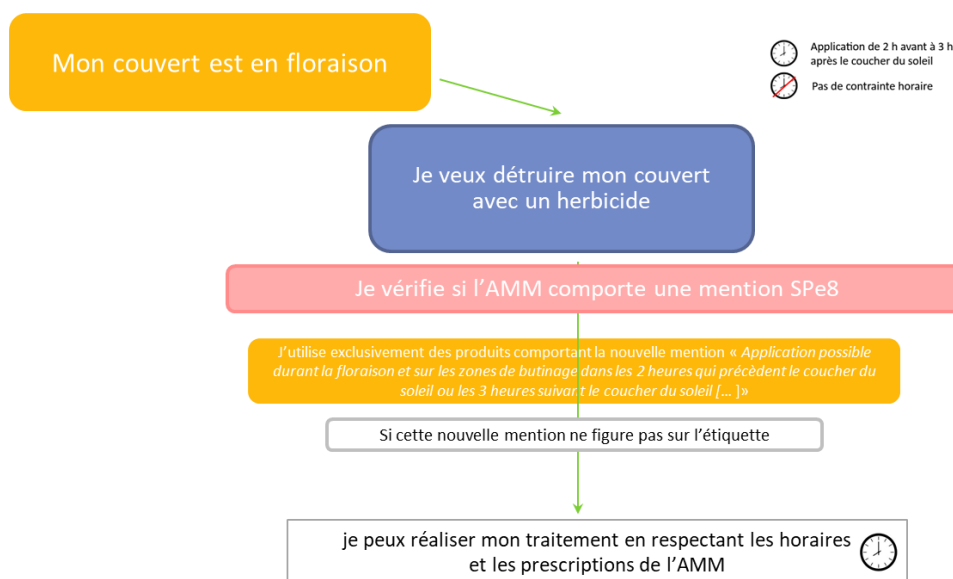 Mon couvert est en floraison
Application de 2 h avant à 3 h
après le coucher du soleil
Pas de contrainte horaire
Je veux détruire mon couvert
avec un herbicide
Je vérifie si l'AMM comporte une mention SPe8
J'utilise exclusivement des produits comportant la nouvelle mention « Application possible
durant la floraison et sur les zones de butinage dans les 2 heures qui précèdent le coucher du
soleil ou les 3 heures suivant le coucher du soleil [... ]»
Si cette nouvelle mention ne figure pas sur l'étiquette
je peux réaliser mon traitement en respectant les horaires
et les prescriptions de l'AMM